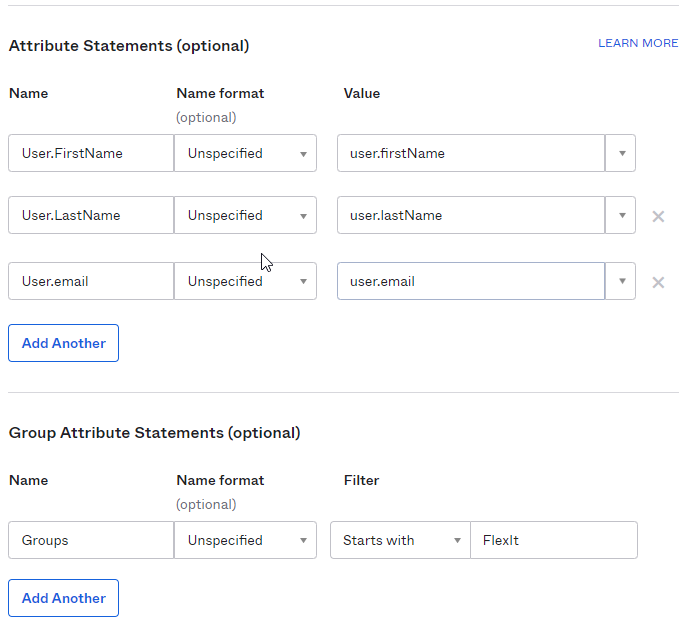 Attribute Statements (optional)
LEARN MORE
Name
Name format
(optional)
Value
User.FirstName
Unspecified
user.firstName
User.LastName
Unspecified
user.lastName
User.email
Unspecified
user.email
Add Another
Group Attribute Statements (optional)
Name
Name format
(optional)
Filter
Groups
Unspecified
Starts with
FlexIt
Add Another